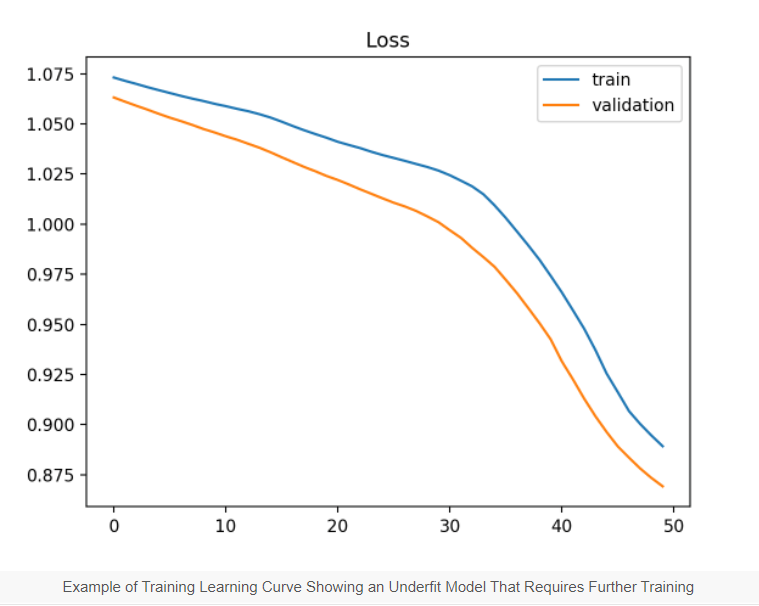 Loss
train
validation
1.075
1.050
1.025
1.000
0.975
0.950
0.925
0.900
0.875
0 10 20 30 40 50
Example of Training Learning Curve Showing an Underfit Model That Requires Further Training